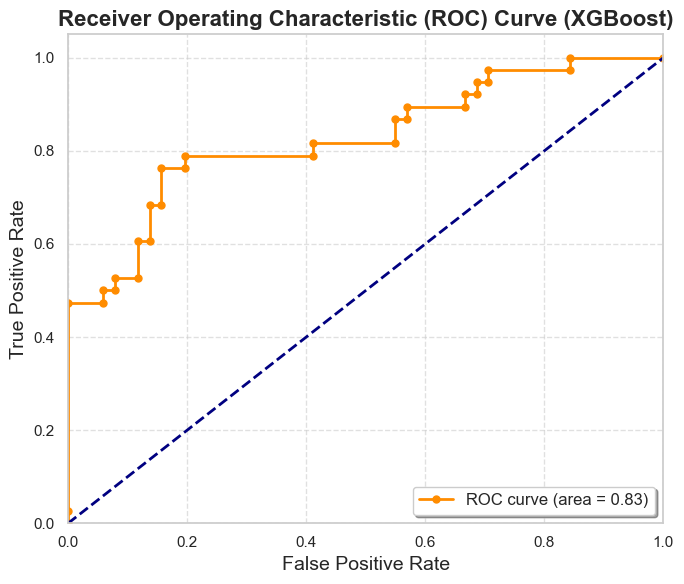 Receiver Operating Characteristic (ROC) Curve (XGBoost)
True Positive Rate
1.0
0.8
0.6
0.4
0.2
0.0
ROC curve (area = 0.83)
0.0 0.2 0.4 0.6 0.8 1.0
False Positive Rate